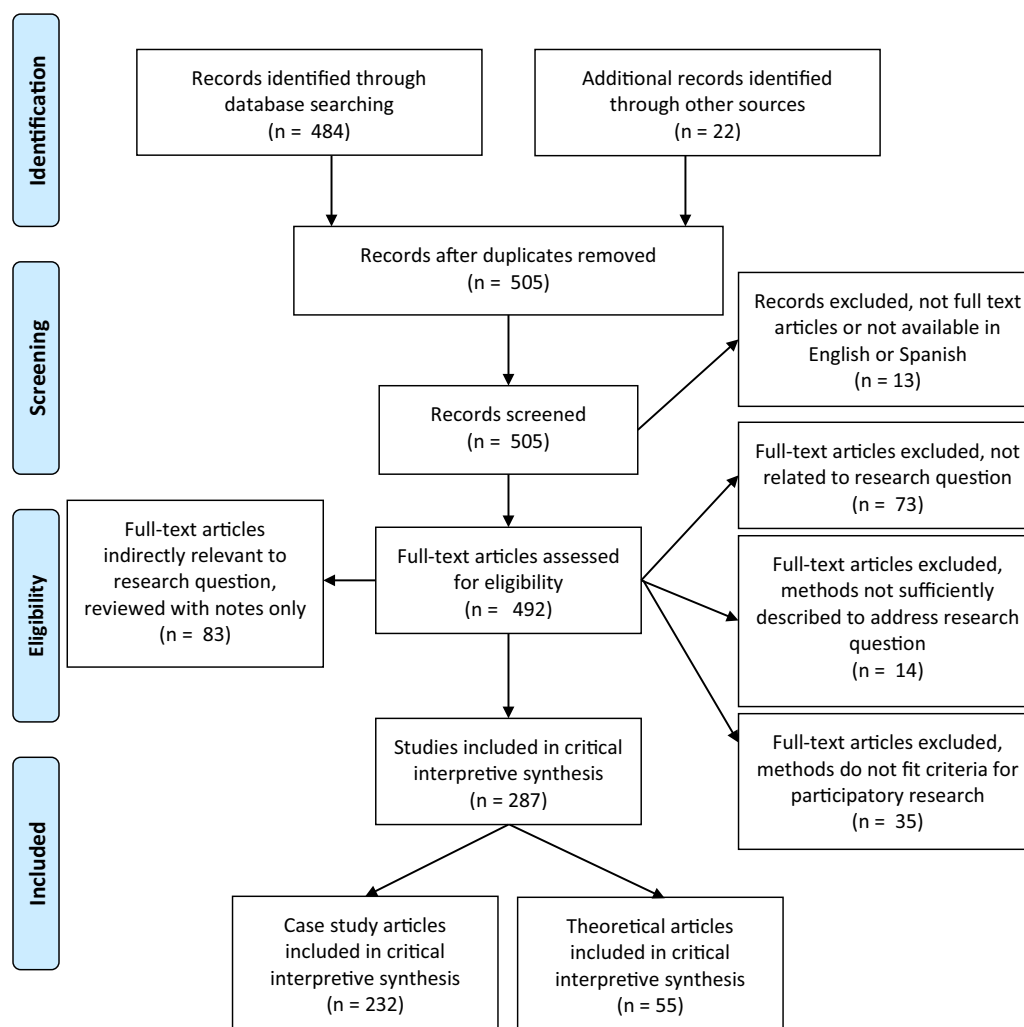 Identification
Records identified through
database searching
(n = 484)
Additional records identified
through other sources
(n = 22)
Records after duplicates removed
(n = 505)
Screening
Records excluded, not full text
articles or not available in
English or Spanish
(n = 13)
Records screened
(n = 505)
Full-text articles excluded, not
related to research question
(n = 73)
Eligibility
Full-text articles
indirectly relevant to
research question,
reviewed with notes only
(n = 83)
Full-text articles assessed
for eligibility
(n = 492)
Full-text articles excluded,
methods not sufficiently
described to address research
question
(n = 14)
Full-text articles excluded,
methods do not fit criteria for
participatory research
(n = 35)
Included
Studies included in critical
interpretive synthesis
(n = 287)
Case study articles
included in critical
interpretive synthesis
(n = 232)
Theoretical articles
included in critical
interpretive synthesis
(n = 55)